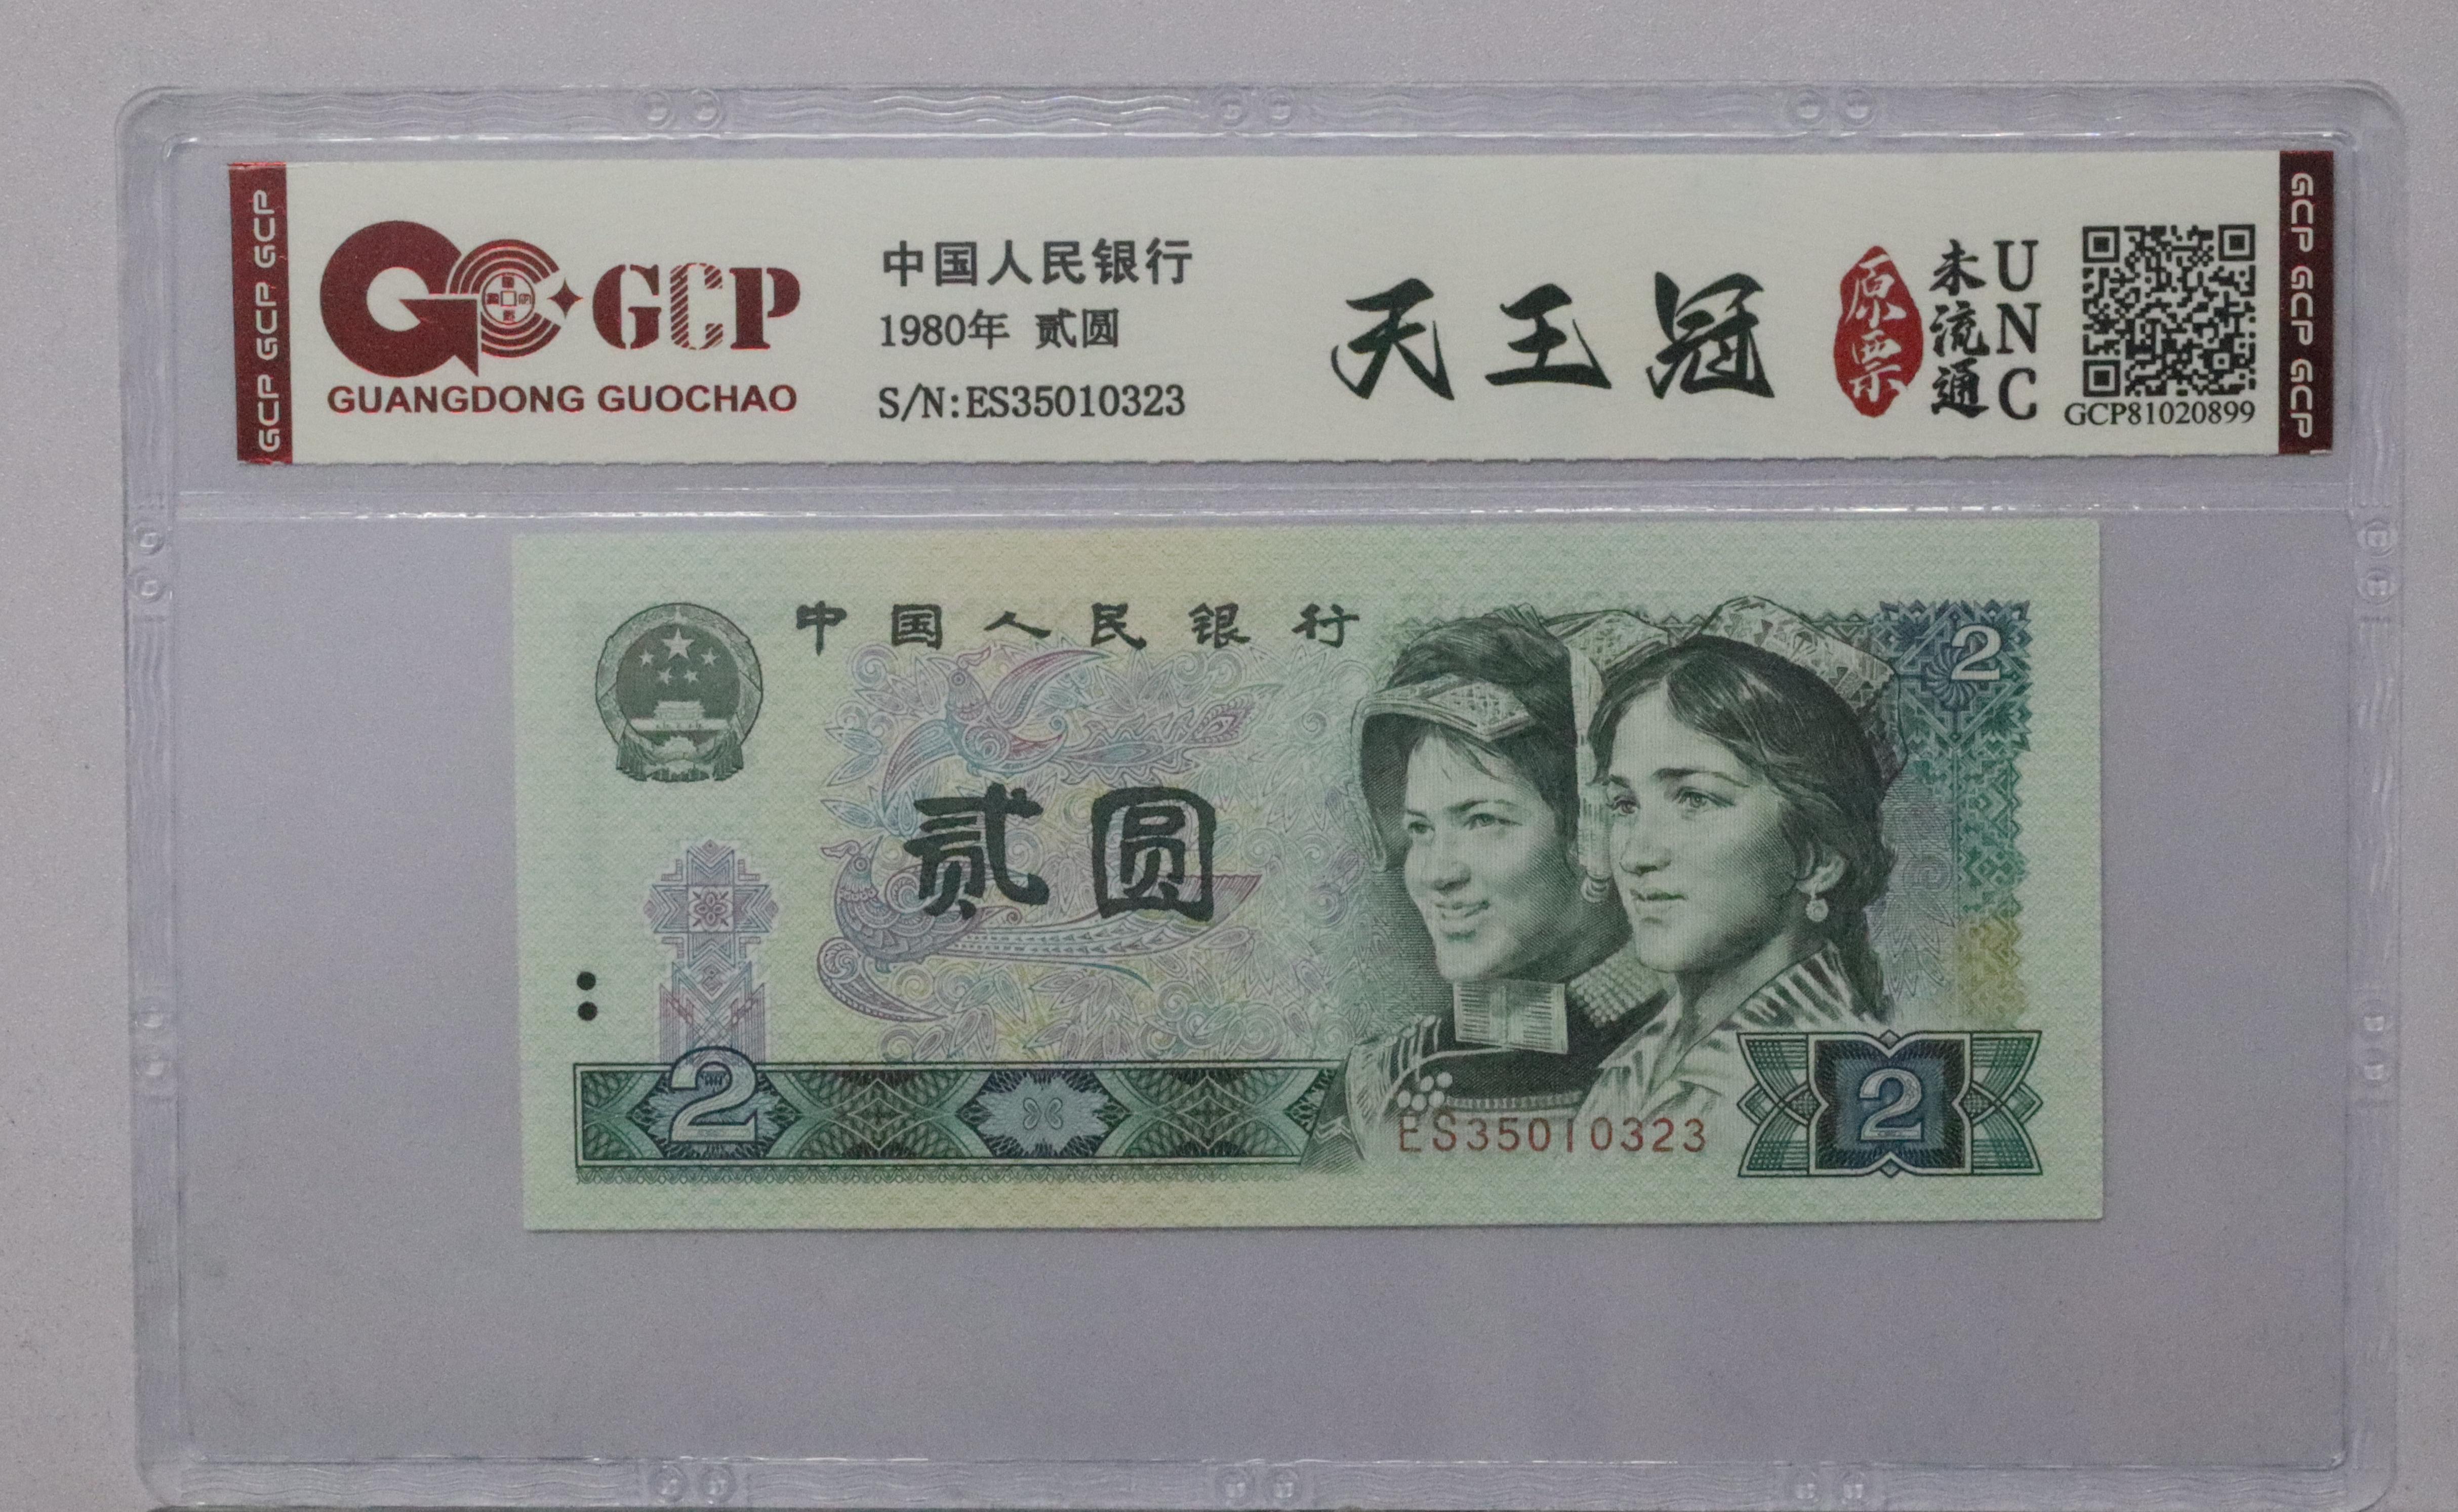 GCP GCP GCP
GCP
GUANGDONG GUOCHAO
中国人民银行
1980年 贰圆
S/N:ES35010323
天王冠
原票
未流通
UNC
GCP81020899
GCP GCP GCP
中国人民银行
2
贰圆
2
ES35010323
2